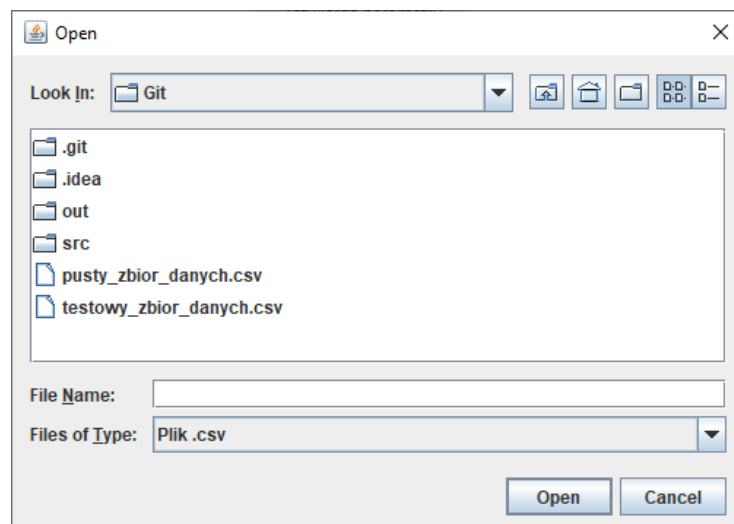 Open
Look In: Git
.git
.idea
out
src
pusty_zbior_danych.csv
testowy_zbior_danych.csv
File Name:
Files of Type: Plik .csv
Open Cancel